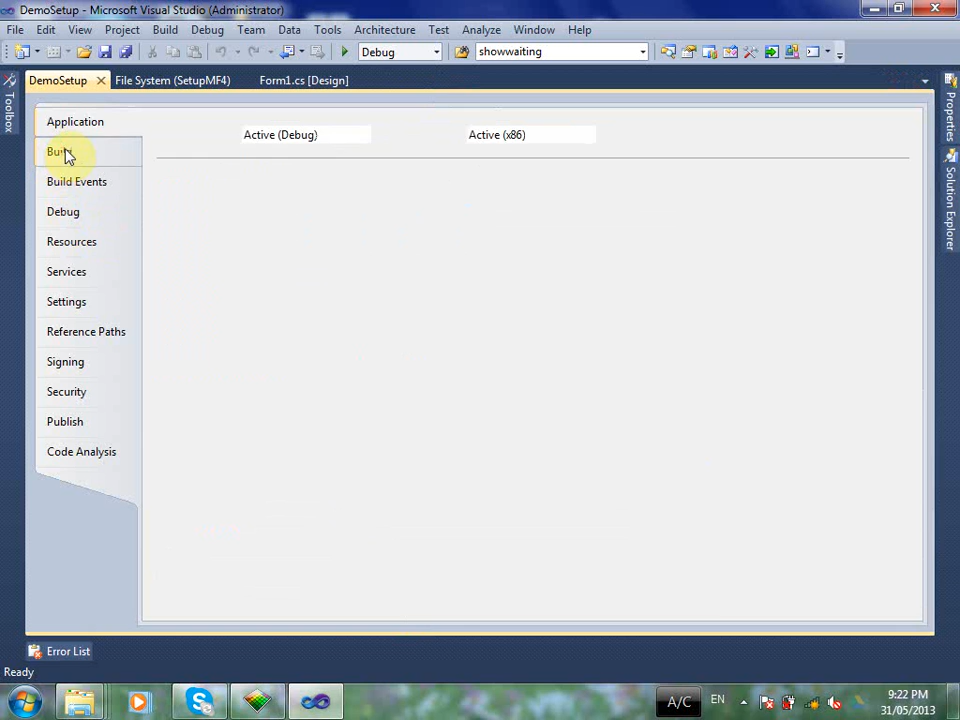 DemoSetup - Microsoft Visual Studio (Administrator)
File Edit View Project Build Debug Team Data Tools Architecture Test Analyze Window Help
Debug showwaiting
DemoSetup File System (SetupMF4) Form1.cs [Design]
Toolbox
Properties
Solution Explorer
Application
Active (Debug) Active (x86)
Build Events
Debug
Resources
Services
Settings
Reference Paths
Signing
Security
Publish
Code Analysis
Error List
Ready
A/C EN 9:22 PM
31/05/2013